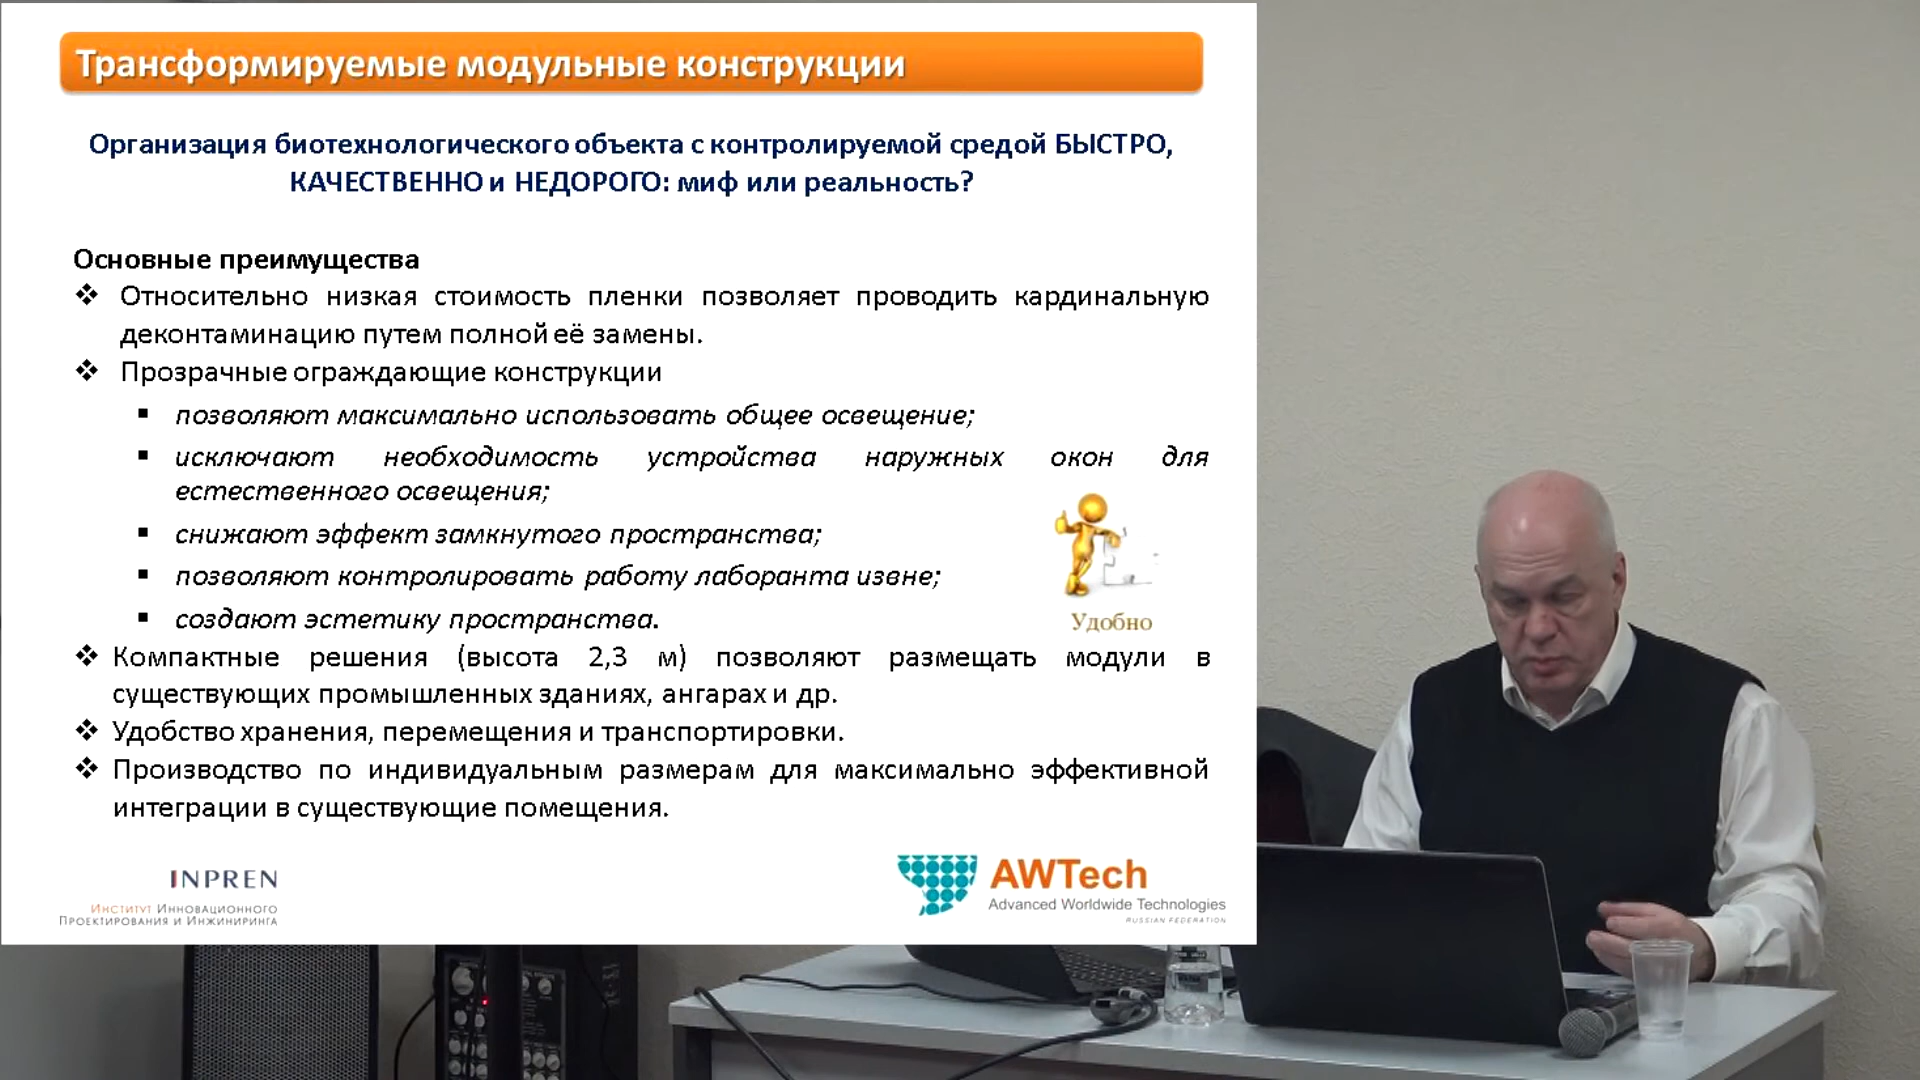 Трансформируемые модульные конструкции
Организация биотехнологического объекта с контролируемой средой БЫСТРО,
КАЧЕСТВЕННО и НЕДОРОГО: миф или реальность?
Основные преимущества
❖ Относительно низкая стоимость пленки позволяет проводить кардинальную
деконтаминацию путем полной её замены.
❖ Прозрачные ограждающие конструкции
▪ позволяют максимально использовать общее освещение;
▪ исключают необходимость устройства наружных окон для
естественного освещения;
▪ снижают эффект замкнутого пространства;
▪ позволяют контролировать работу лаборанта извне;
▪ создают эстетику пространства.
Удобно
❖ Компактные решения (высота 2,3 м) позволяют размещать модули в
существующих промышленных зданиях, ангарах и др.
❖ Удобство хранения, перемещения и транспортировки.
❖ Производство по индивидуальным размерам для максимально эффективной
интеграции в существующие помещения.
INPREN
Институт Инновационного
Проектирования и Инжиниринга
AWTech
Advanced Worldwide Technologies
RUSSIAN FEDERATION